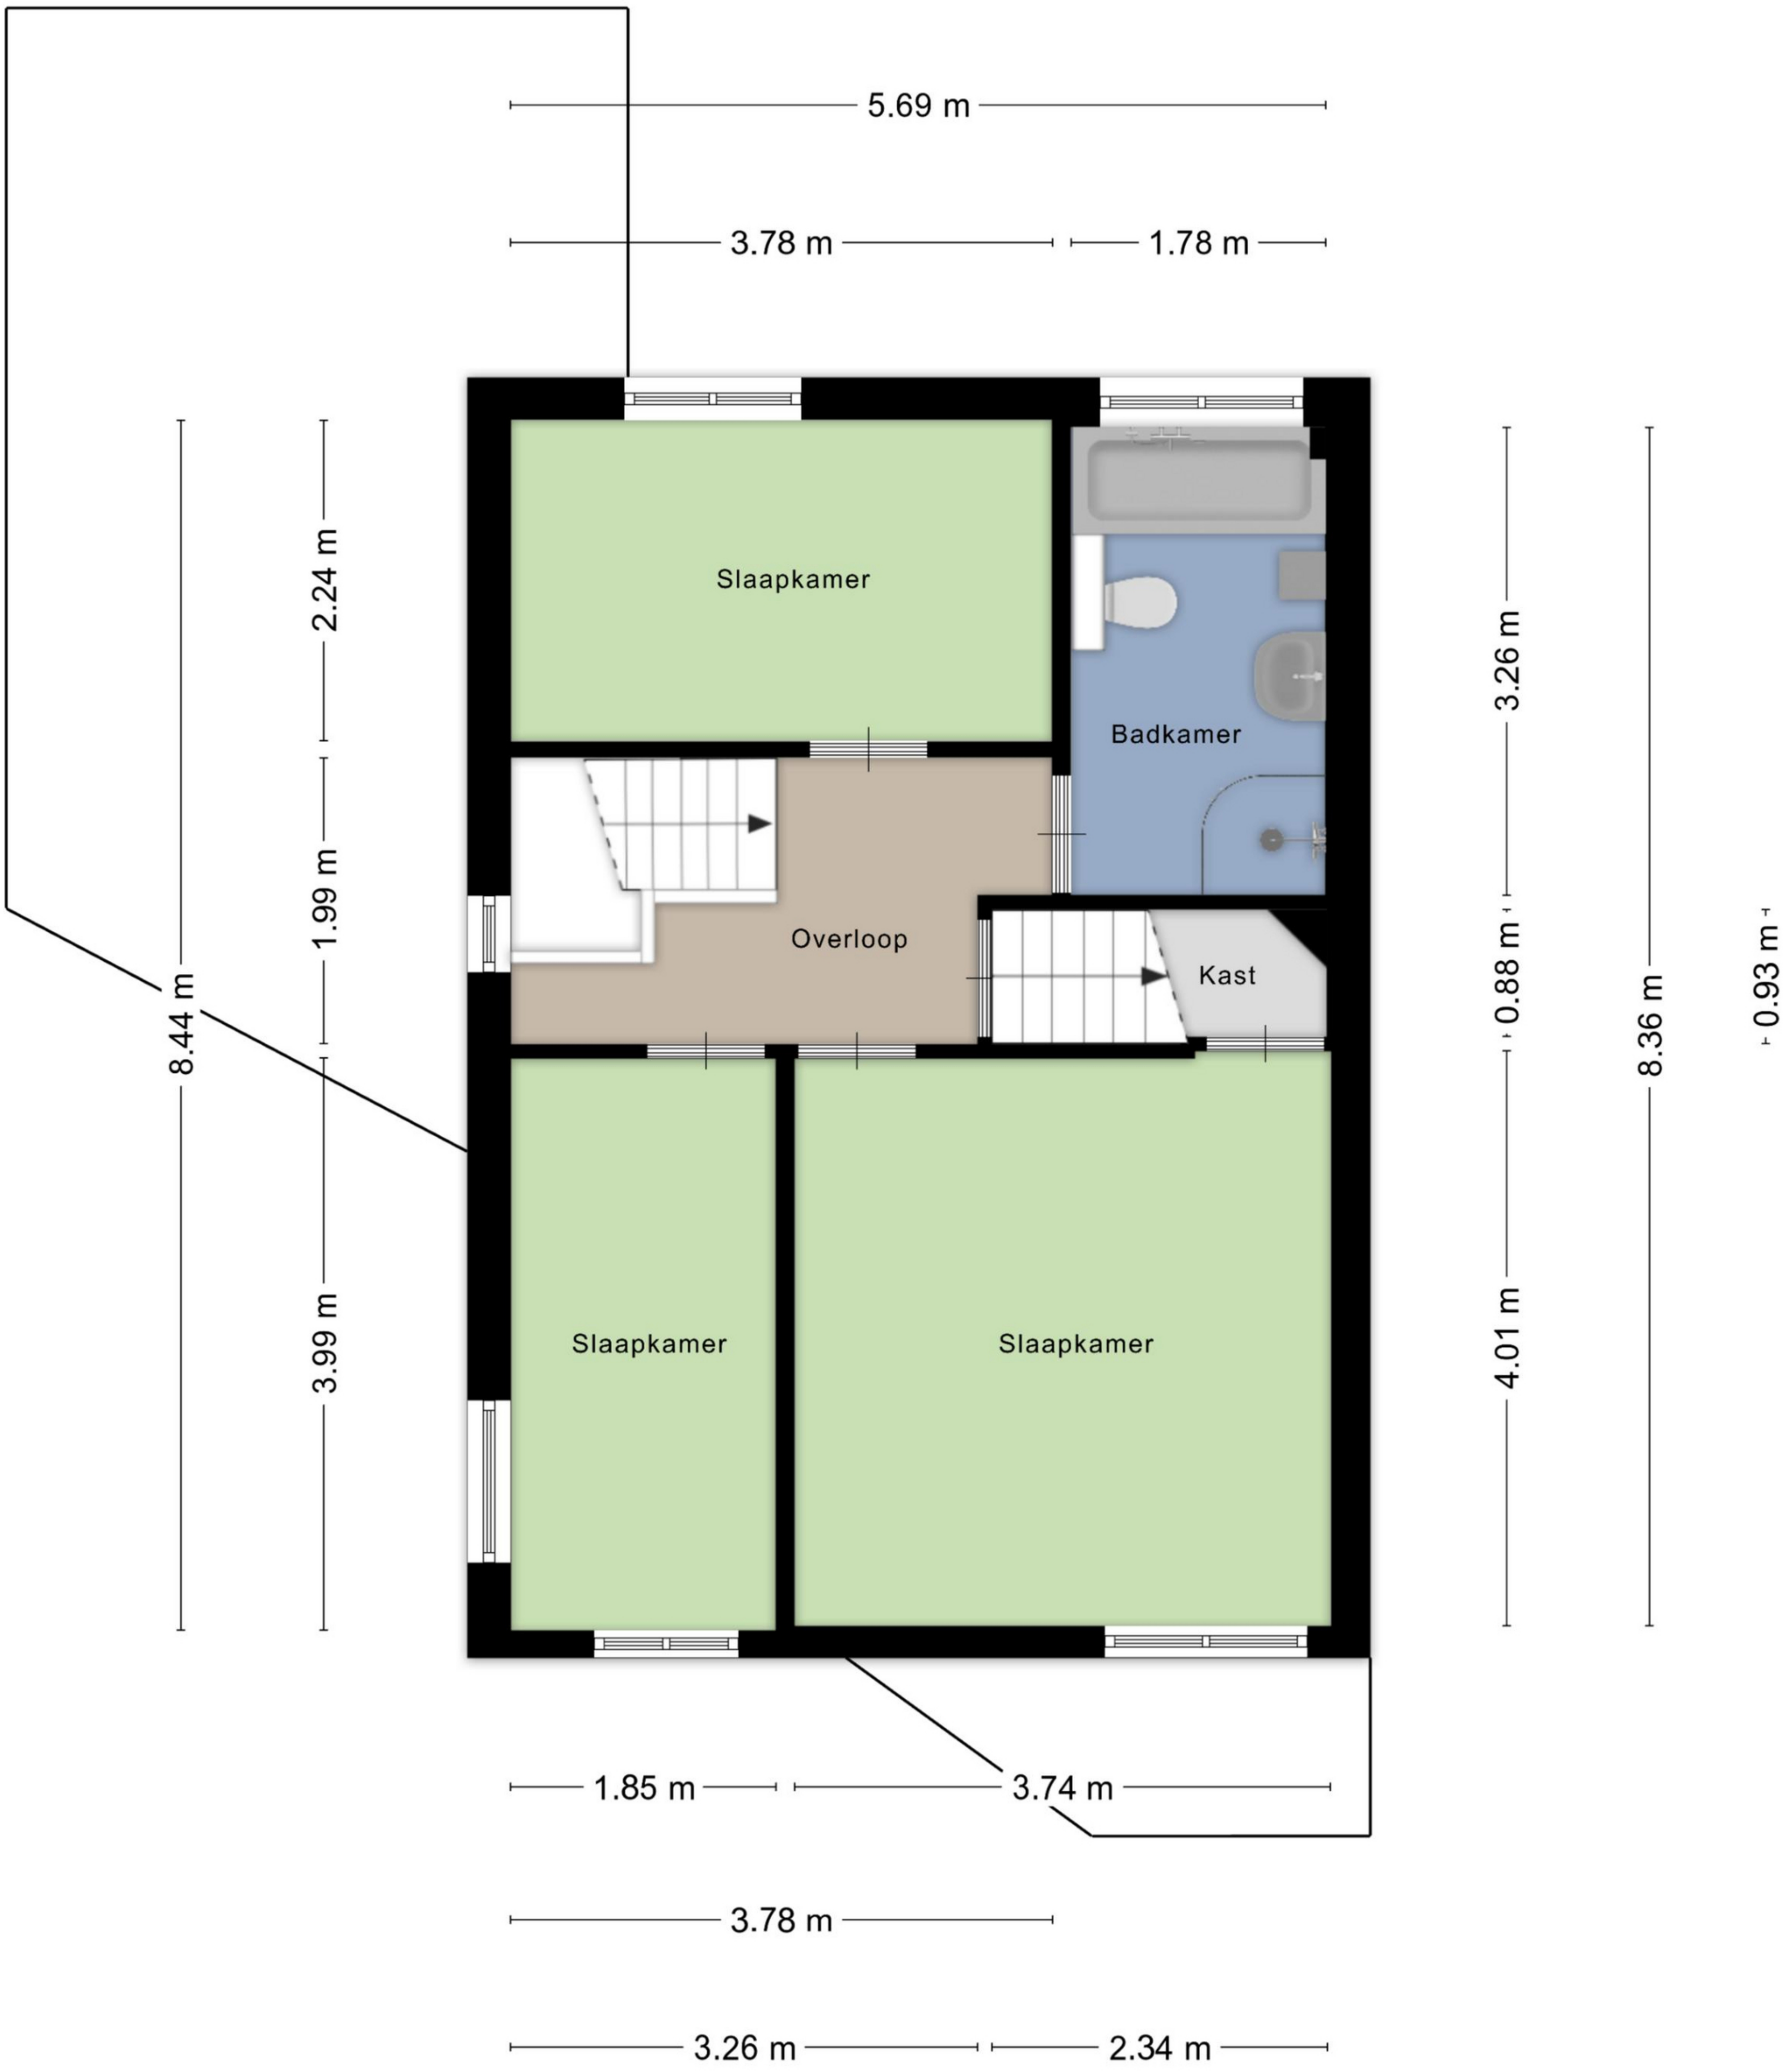 5.69 m
3.78 m
1.78 m
Slaapkamer
2.24 m
3.26 m
Badkamer
1.99 m
Overloop
Kast
0.88 m
0.93 m
8.44 m
8.36 m
3.99 m
Slaapkamer
Slaapkamer
4.01 m
1.85 m
3.74 m
3.78 m
3.26 m
2.34 m